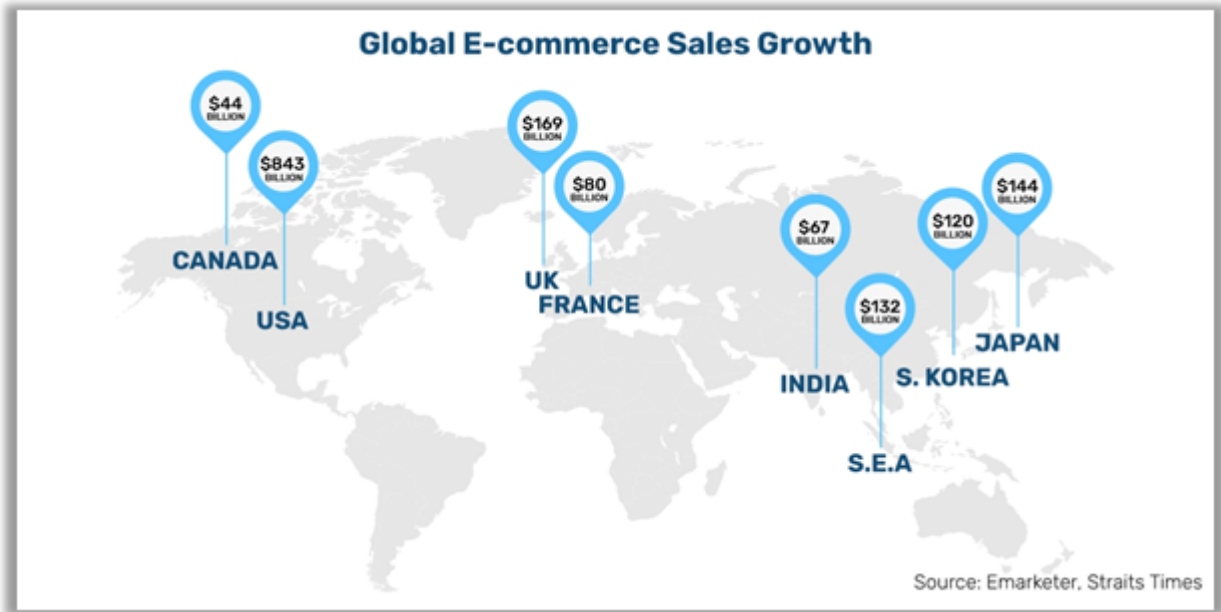 Global E-commerce Sales Growth
$44
BILLION
CANADA
$843
BILLION
USA
$169
BILLION
UK
$80
BILLION
FRANCE
$67
BILLION
INDIA
$132
BILLION
S.E.A
$120
BILLION
S. KOREA
$144
BILLION
JAPAN
Source: Emarketer, Straits Times